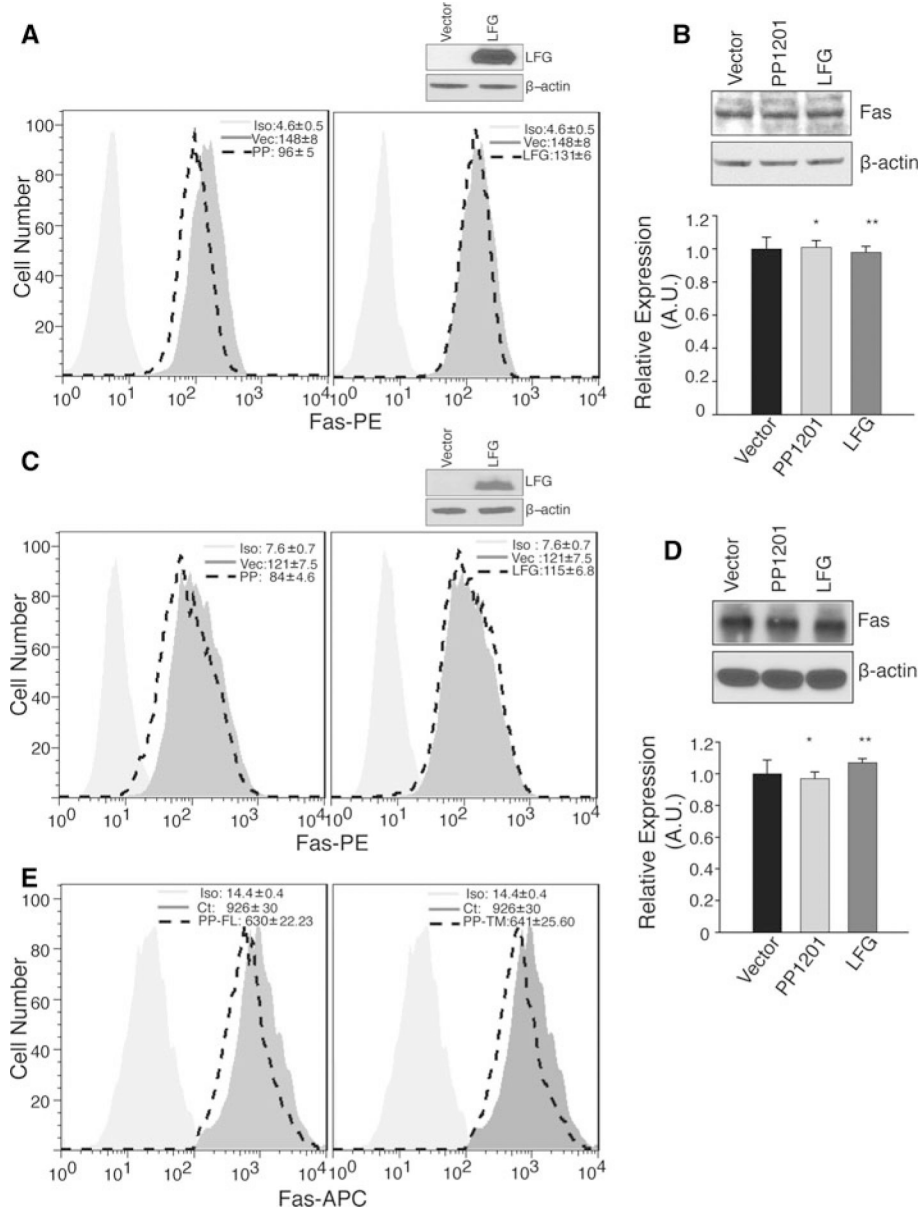 A
Vector
LFG
LFG
β-actin
100
80
60
40
20
Cell Number
Iso:4.6±0.5
Vec:148±8
PP: 96±5
Iso:4.6±0.5
Vec:148±8
LFG:131±6
10⁰ 10¹ 10² 10³ 10⁴
10⁰ 10¹ 10² 10³ 10⁴
Fas-PE
B
Vector
PP1201
LFG
Fas
β-actin
1.2
1.0
0.8
0.6
0.4
0.2
0
Relative Expression
(A.U.)
* **
Vector
PP1201
LFG
C
Vector
LFG
LFG
β-actin
100
80
60
40
20
Cell Number
Iso: 7.6±0.7
Vec:121±7.5
PP: 84±4.6
Iso : 7.6±0.7
Vec :121±7.5
LFG:115±6.8
10⁰ 10¹ 10² 10³ 10⁴
10⁰ 10¹ 10² 10³ 10⁴
Fas-PE
D
Vector
PP1201
LFG
Fas
β-actin
1.2
1.0
0.8
0.6
0.4
0.2
0
Relative Expression
(A.U.)
* **
Vector
PP1201
LFG
E
100
80
60
40
20
Cell Number
Iso: 14.4±0.4
Ct: 926±30
PP-FL: 630±22.23
Iso: 14.4±0.4
Ct: 926±30
PP-TM:641±25.60
10⁰ 10¹ 10² 10³ 10⁴
10⁰ 10¹ 10² 10³ 10⁴
Fas-APC